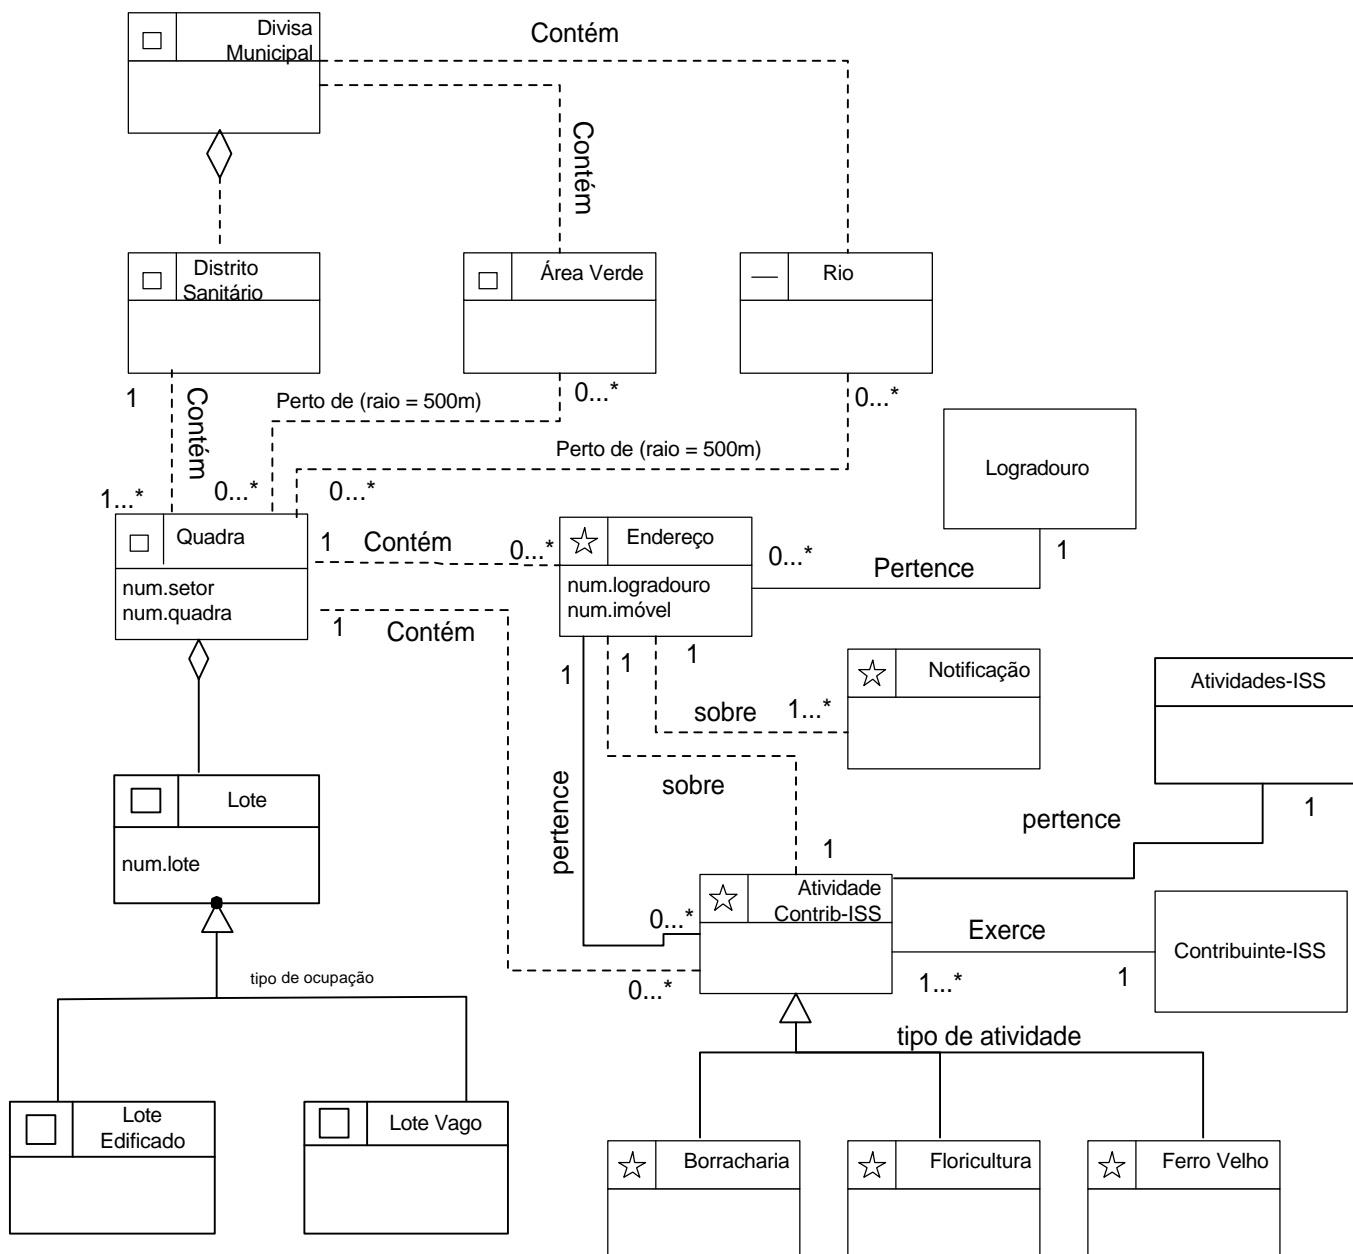 Divisa
Municipal
Contém
Contém
Distrito
Sanitário
Área Verde
Rio
1
Contém
Perto de (raio = 500m)
0...*
0...*
Perto de (raio = 500m)
Logradouro
1...*
0...*
0...*
Quadra
num.setor
num.quadra
1
Contém
0...*
Endereço
num.logradouro
num.imóvel
0...*
Pertence
1
1
Contém
1
1
1
Notificação
sobre
1...*
Atividades-ISS
sobre
pertence
pertence
1
Lote
num.lote
1
Atividade
Contrib-ISS
0...*
0...*
Exerce
1...*
1
Contribuinte-ISS
tipo de ocupação
tipo de atividade
Lote
Edificado
Lote Vago
Borracharia
Floricultura
Ferro Velho